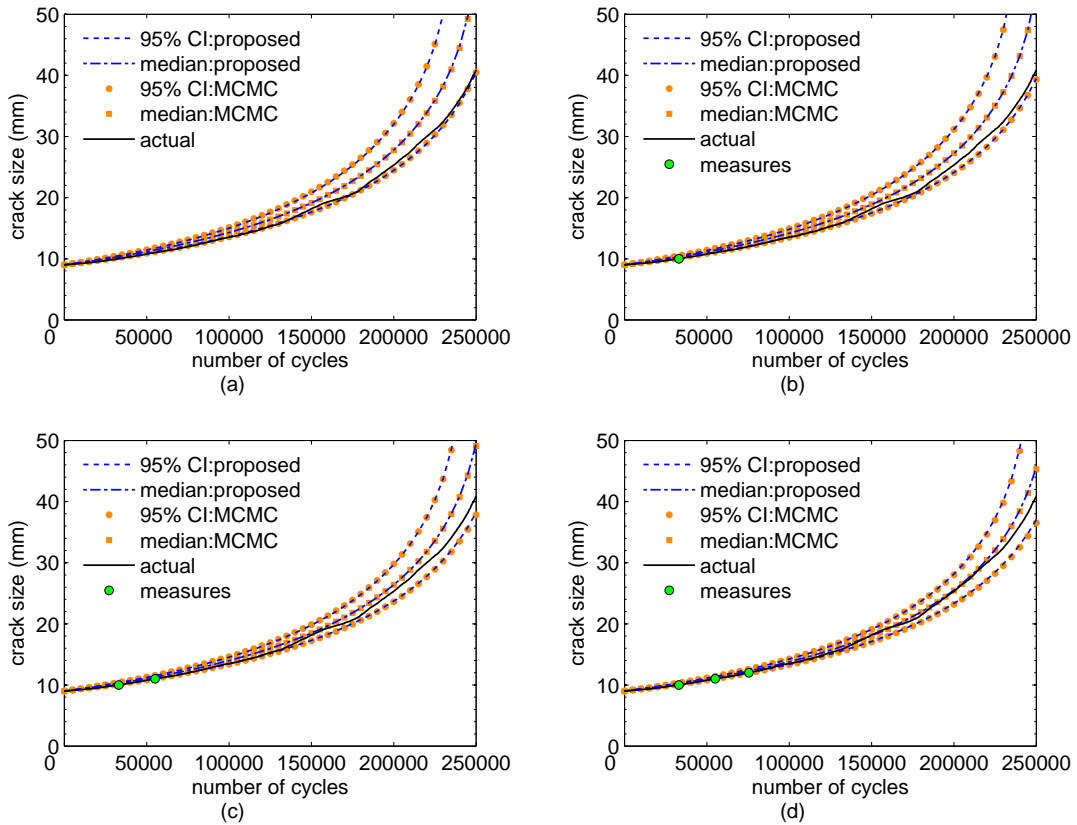 50
40
30
20
10
0
crack size (mm)
95% CI:proposed
median:proposed
95% CI:MCMC
median:MCMC
actual
50000 100000 150000 200000 250000
number of cycles
(a)
50
40
30
20
10
0
crack size (mm)
95% CI:proposed
median:proposed
95% CI:MCMC
median:MCMC
actual
measures
50000 100000 150000 200000 250000
number of cycles
(b)
50
40
30
20
10
0
crack size (mm)
95% CI:proposed
median:proposed
95% CI:MCMC
median:MCMC
actual
measures
50000 100000 150000 200000 250000
number of cycles
(c)
50
40
30
20
10
0
crack size (mm)
95% CI:proposed
median:proposed
95% CI:MCMC
median:MCMC
actual
measures
50000 100000 150000 200000 250000
number of cycles
(d)